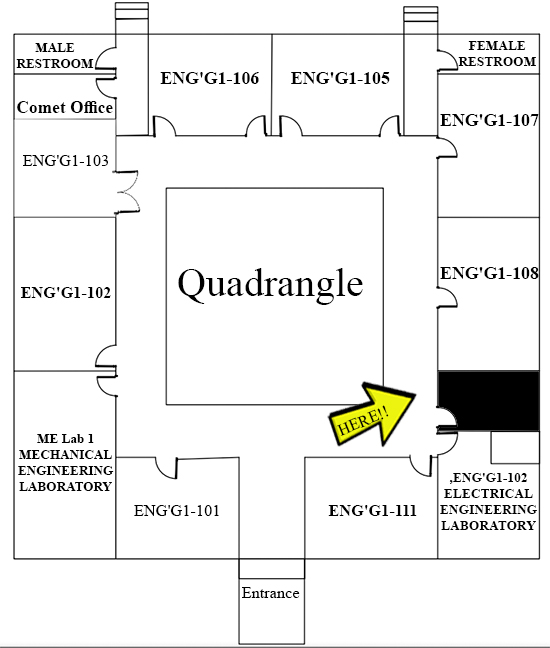 MALE
RESTROOM
FEMALE
RESTROOM
ENG'G1-106
ENG'G1-105
Comet Office
ENG'G1-107
ENG'G1-103
Quadrangle
ENG'G1-102
ENG'G1-108
HERE!!
ME Lab 1
MECHANICAL
ENGINEERING
LABORATORY
,ENG'G1-102
ELECTRICAL
ENGINEERING
LABORATORY
ENG'G1-101
ENG'G1-111
Entrance